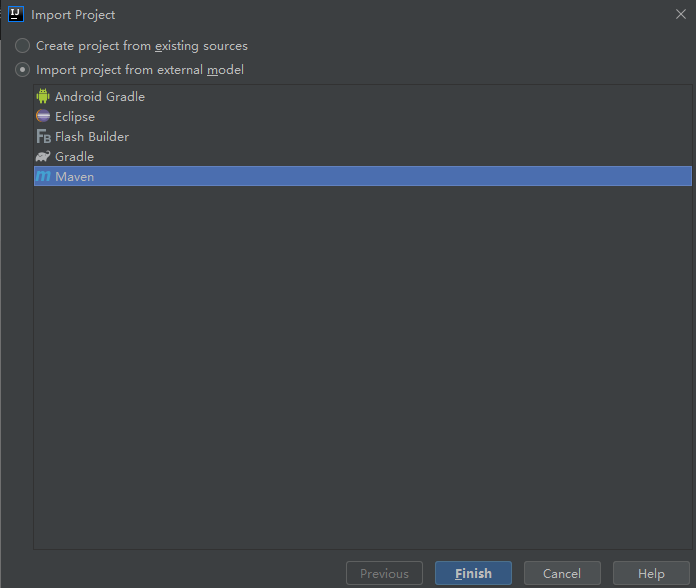 IJ Import Project
Create project from existing sources
Import project from external model
Android Gradle
Eclipse
FB Flash Builder
Gradle
m Maven
Previous Finish Cancel Help